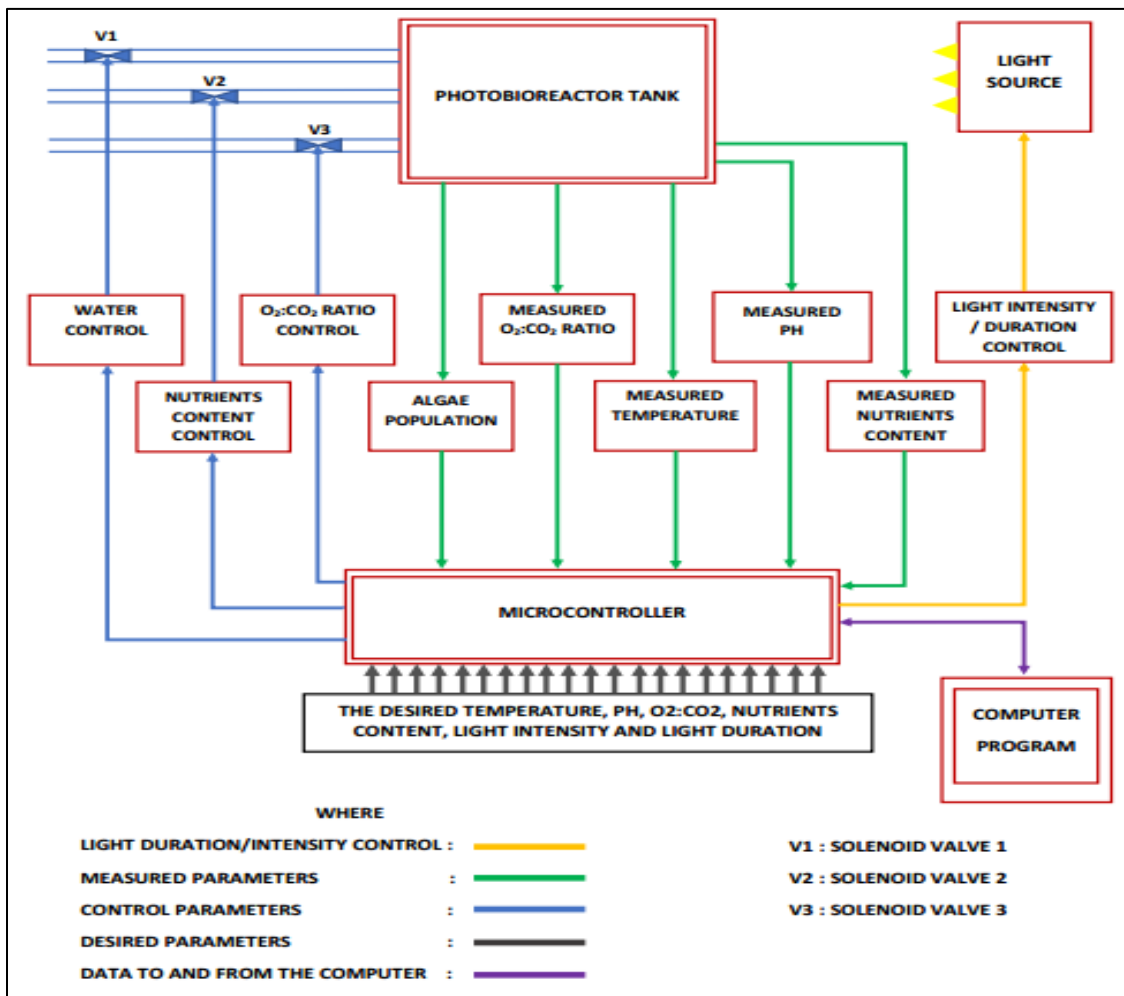 V1
V2
V3
PHOTOBIOREACTOR TANK
LIGHT
SOURCE
WATER
CONTROL
O₂:CO₂ RATIO
CONTROL
MEASURED
O₂:CO₂ RATIO
MEASURED
PH
LIGHT INTENSITY
/ DURATION
CONTROL
NUTRIENTS
CONTENT
CONTROL
ALGAE
POPULATION
MEASURED
TEMPERATURE
MEASURED
NUTRIENTS
CONTENT
MICROCONTROLLER
THE DESIRED TEMPERATURE, PH, O2:CO2, NUTRIENTS
CONTENT, LIGHT INTENSITY AND LIGHT DURATION
COMPUTER
PROGRAM
WHERE
LIGHT DURATION/INTENSITY CONTROL :
MEASURED PARAMETERS :
CONTROL PARAMETERS :
DESIRED PARAMETERS :
DATA TO AND FROM THE COMPUTER :
V1 : SOLENOID VALVE 1
V2 : SOLENOID VALVE 2
V3 : SOLENOID VALVE 3